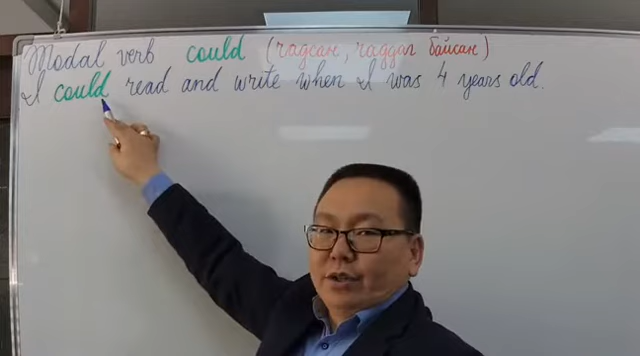 Modal verb could (чадсан, чаддаг байсан)
I could read and write when I was 4 years old.